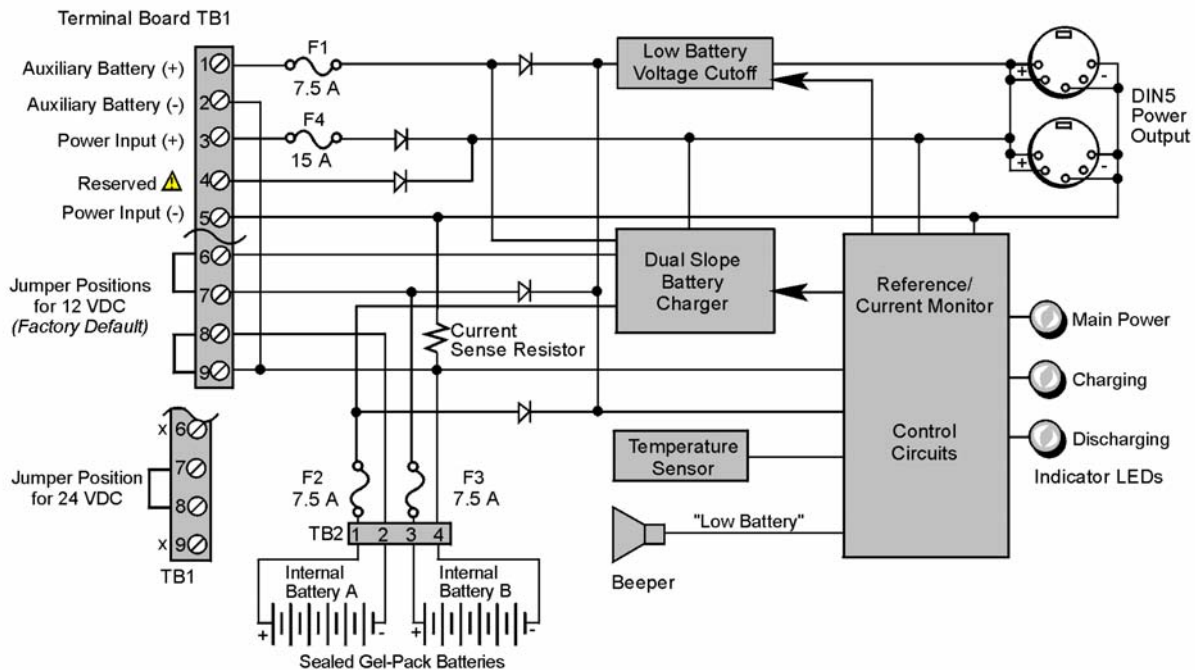 Terminal Board TB1
Auxiliary Battery (+)
Auxiliary Battery (-)
Power Input (+)
Reserved
Power Input (-)
Jumper Positions
for 12 VDC
(Factory Default)
1
2
3
4
5
6
7
8
9
F1
7.5 A
F4
15 A
Low Battery
Voltage Cutoff
+
-
+
-
DIN5
Power
Output
Dual Slope
Battery
Charger
Reference/
Current Monitor
Control
Circuits
Main Power
Charging
Discharging
Indicator LEDs
Current
Sense Resistor
Temperature
Sensor
"Low Battery"
Beeper
Jumper Position
for 24 VDC
x 6
7
8
x 9
TB1
F2
7.5 A
F3
7.5 A
TB2 1 2 3 4
Internal
Battery A
Internal
Battery B
+ - + -
Sealed Gel-Pack Batteries